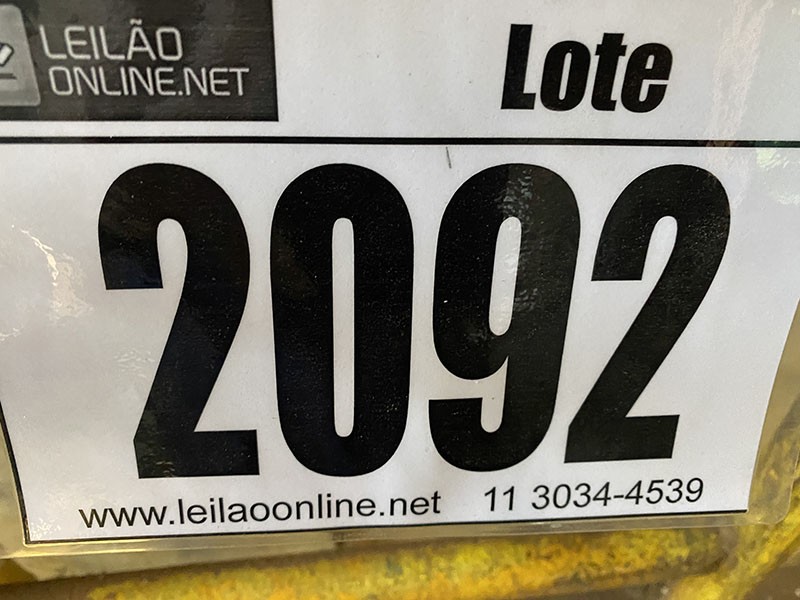 LEILÃO
ONLINE.NET
Lote
2092
www.leilaoonline.net 11 3034-4539